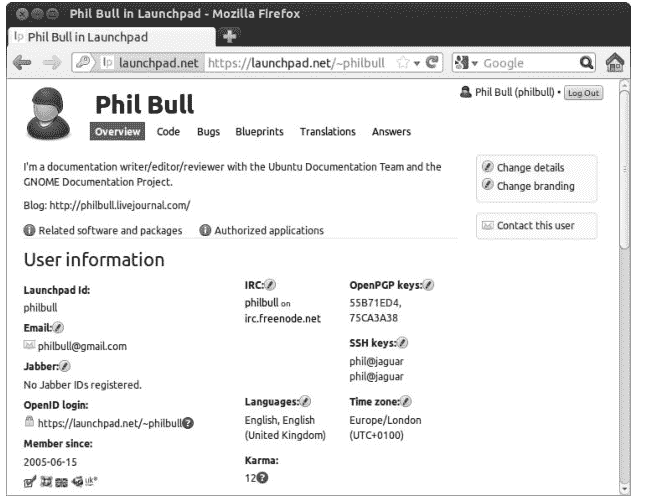 Phil Bull in Launchpad - Mozilla Firefox
lp Phil Bull in Launchpad
lp launchpad.net https://launchpad.net/~philbull Google
Phil Bull (philbull) • Log Out
Phil Bull
Overview Code Bugs Blueprints Translations Answers
I'm a documentation writer/editor/reviewer with the Ubuntu Documentation Team and the
GNOME Documentation Project.
Blog: http://philbull.livejournal.com/
Related software and packages Authorized applications
Change details
Change branding
Contact this user
User information
Launchpad Id:
philbull
Email:
philbull@gmail.com
Jabber:
No Jabber IDs registered.
OpenID login:
https://launchpad.net/~philbull
Member since:
2005-06-15
IRC:
philbull on
irc.freenode.net
Languages:
English, English
(United Kingdom)
Karma:
12
OpenPGP keys:
55B71ED4,
75CA3A38
SSH keys:
phil@jaguar
phil@jaguar
Time zone:
Europe/London
(UTC+0100)